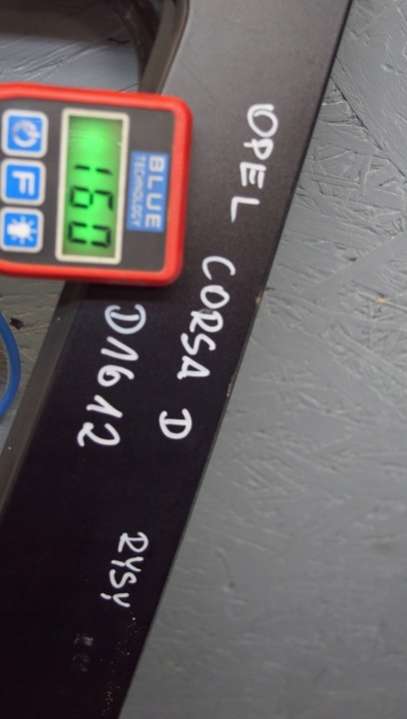 BLUE
TECHNOLOGY
160
F
OPEL CORSA D
D1612 RYSY